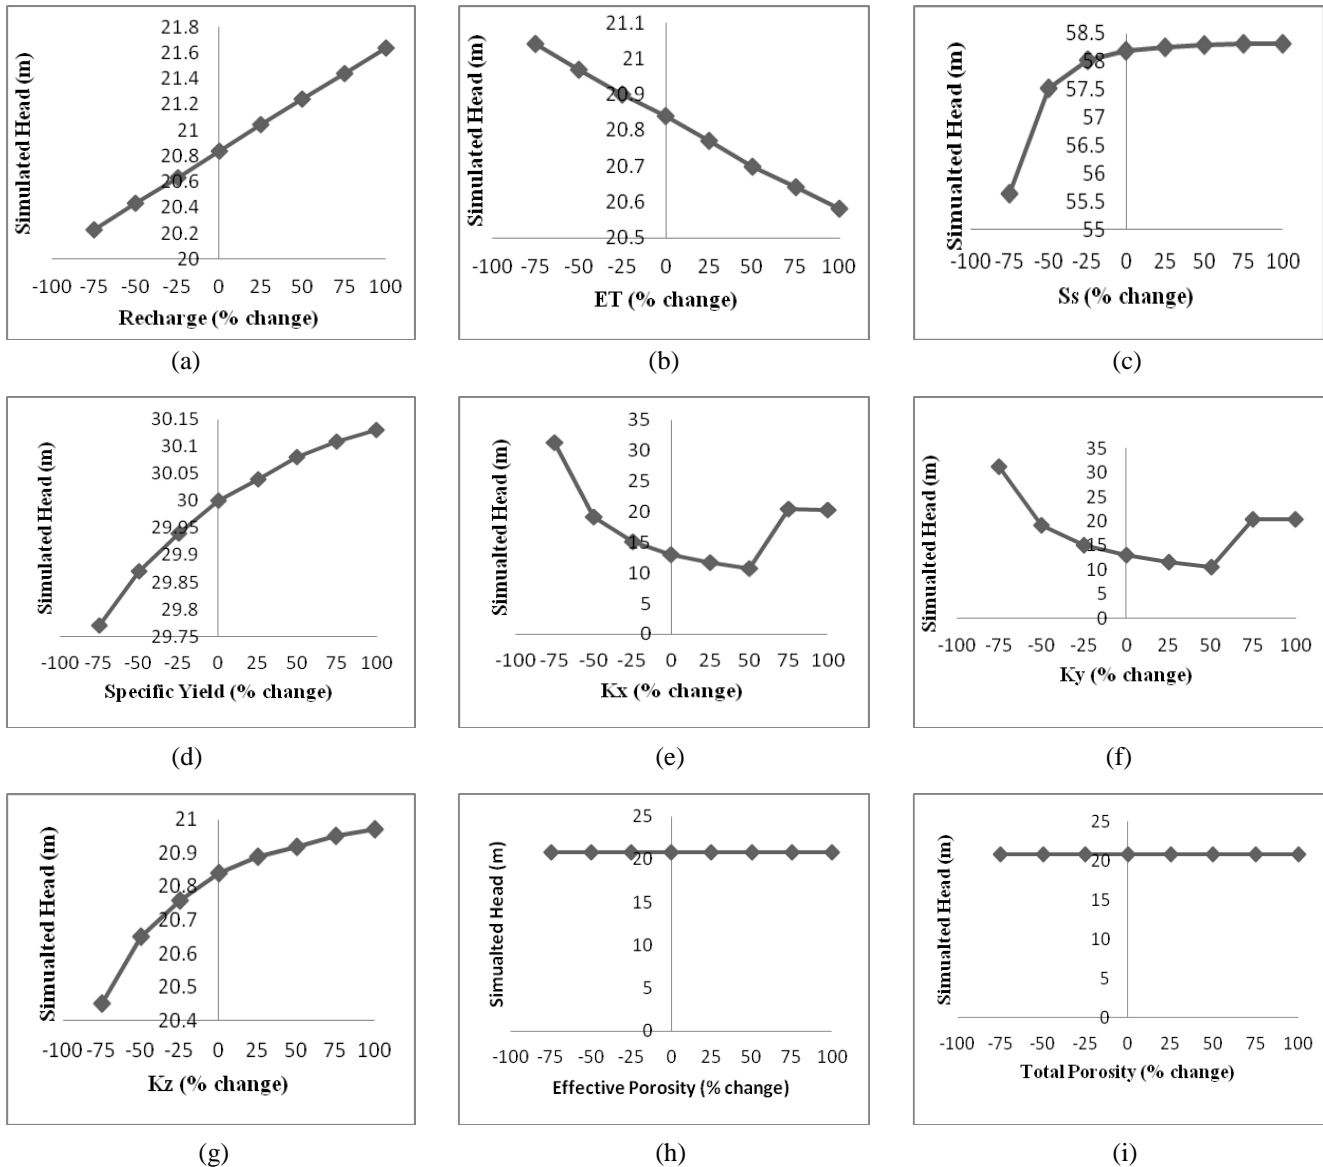 21.8
21.6
21.4
21.2
21
20.8
20.6
20.4
20.2
20
Simulated Head (m)
-100 -75 -50 -25 0 25 50 75 100
Recharge (% change)
(a)
21.1
21
20.9
20.8
20.7
20.6
20.5
Simulated Head (m)
-100 -75 -50 -25 0 25 50 75 100
ET (% change)
(b)
58.5
58
57.5
57
56.5
56
55.5
55
Simualted Head (m)
-100 -75 -50 -25 0 25 50 75 100
Ss (% change)
(c)
30.15
30.1
30.05
30
29.95
29.9
29.85
29.8
29.75
Simulated Head (m)
-100 -75 -50 -25 0 25 50 75 100
Specific Yield (% change)
(d)
35
30
25
20
15
10
5
0
Simualted Head (m)
-100 -75 -50 -25 0 25 50 75 100
Kx (% change)
(e)
35
30
25
20
15
10
5
0
Simualted Head (m)
-100 -75 -50 -25 0 25 50 75 100
Ky (% change)
(f)
21
20.9
20.8
20.7
20.6
20.5
20.4
Simualted Head (m)
-100 -75 -50 -25 0 25 50 75 100
Kz (% change)
(g)
25
20
15
10
5
0
Simualted Head (m)
-100 -75 -50 -25 0 25 50 75 100
Effective Porosity (% change)
(h)
25
20
15
10
5
0
Simualted Head (m)
-100 -75 -50 -25 0 25 50 75 100
Total Porosity (% change)
(i)